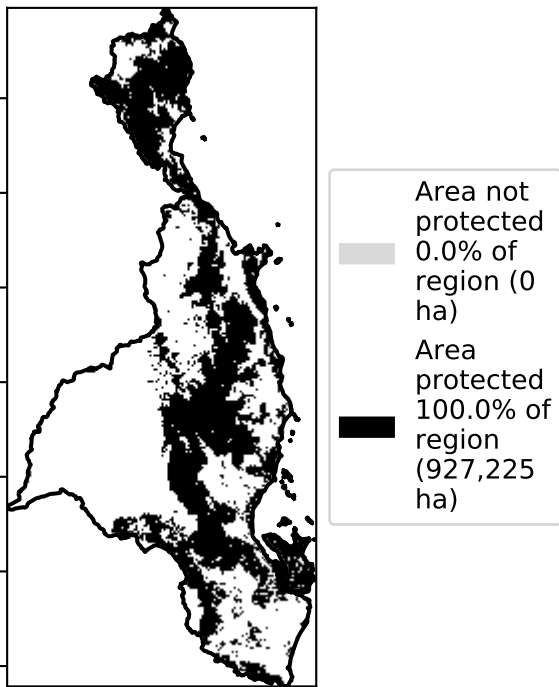 Area not
protected
0.0% of
region (0
ha)
Area
protected
100.0% of
region
(927,225
ha)